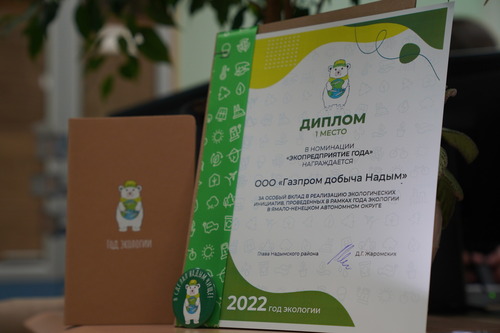 ДИПЛОМ
1 МЕСТО
В НОМИНАЦИИ
"ЭКОПРЕДПРИЯТИЕ ГОДА"
НАГРАЖДАЕТСЯ
ООО «Газпром добыча Надым»
ЗА ОСОБЫЙ ВКЛАД В РЕАЛИЗАЦИЮ ЭКОЛОГИЧЕСКИХ
ИНИЦИАТИВ, ПРОВЕДЕННЫХ В РАМКАХ ГОДА ЭКОЛОГИИ
В ЯМАЛО-НЕНЕЦКОМ АВТОНОМНОМ ОКРУГЕ
Глава Надымского района
Д.Г. Жаромских
2022 ГОД ЭКОЛОГИИ
ГОД ЭКОЛОГИИ